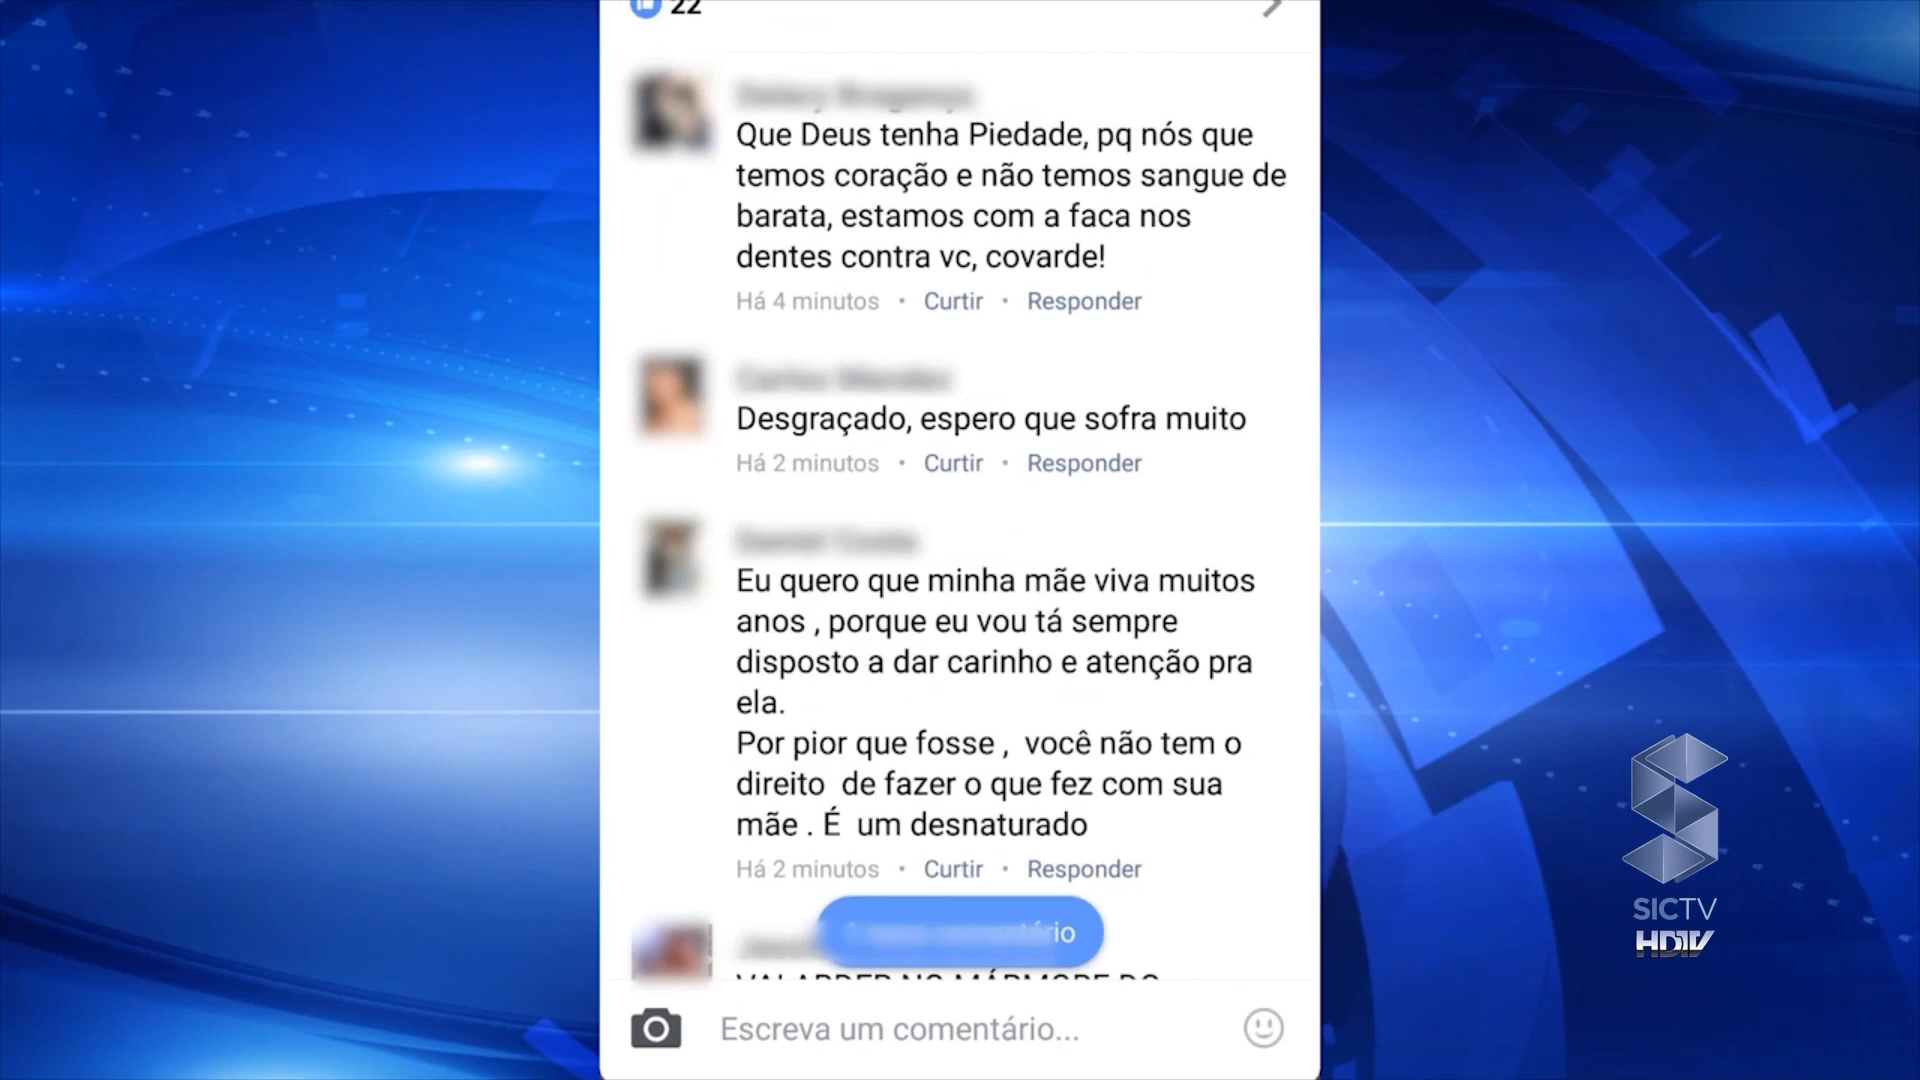 22
Que Deus tenha Piedade, pq nós que
temos coração e não temos sangue de
barata, estamos com a faca nos
dentes contra vc, covarde!
Há 4 minutos • Curtir • Responder
Desgraçado, espero que sofra muito
Há 2 minutos • Curtir • Responder
Eu quero que minha mãe viva muitos
anos , porque eu vou tá sempre
disposto a dar carinho e atenção pra
ela.
Por pior que fosse ,  você não tem o
direito  de fazer o que fez com sua
mãe . É  um desnaturado
Há 2 minutos • Curtir • Responder
Escreva um comentário...
SICTV
HDTV